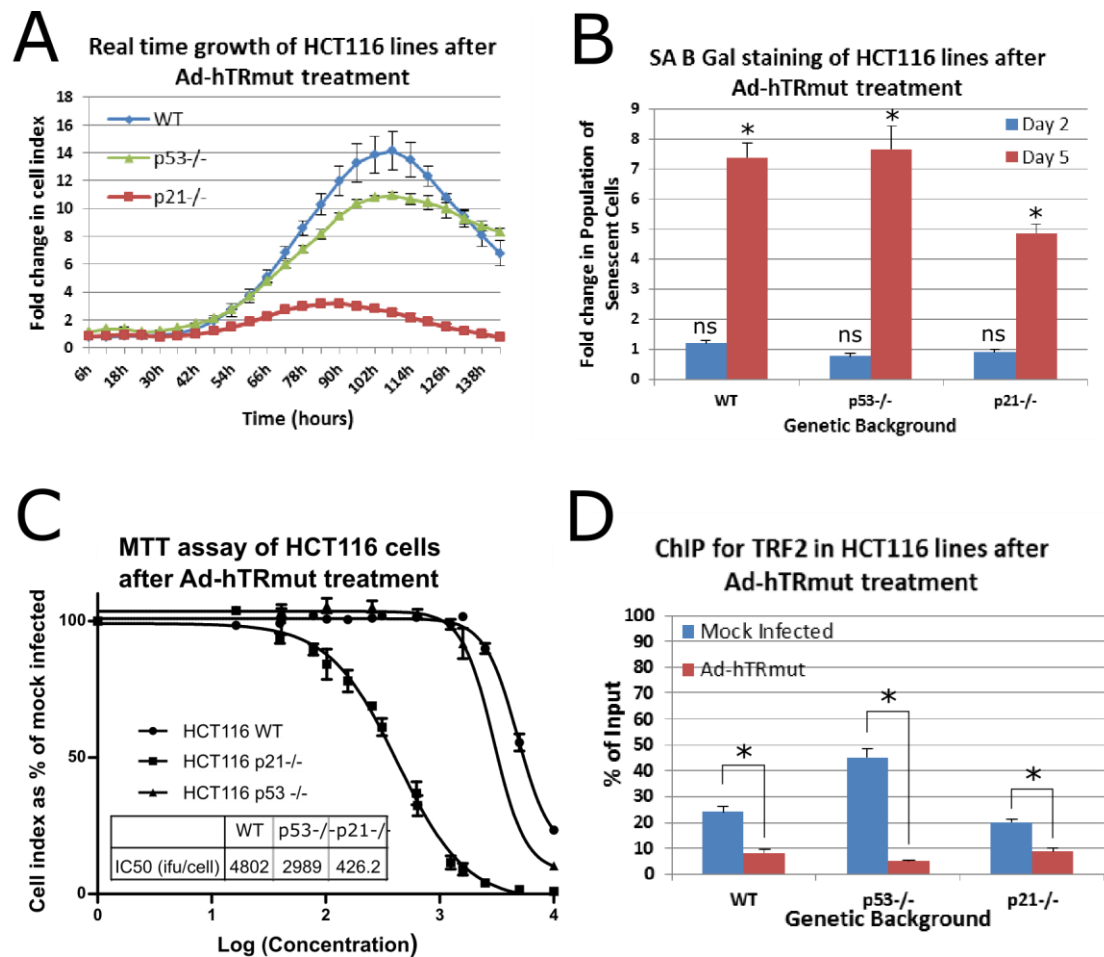 A
Real time growth of HCT116 lines after
Ad-hTRmut treatment
Fold change in cell index
18
16
14
12
10
8
6
4
2
0
WT
p53-/-
p21-/-
6h
18h
30h
42h
54h
66h
78h
90h
102h
114h
126h
138h
Time (hours)
B
SA B Gal staining of HCT116 lines after
Ad-hTRmut treatment
Fold change in Population of
Senescent Cells
9
8
7
6
5
4
3
2
1
0
Day 2
Day 5
ns
*
ns
*
ns
*
WT
p53-/-
p21-/-
Genetic Background
C
MTT assay of HCT116 cells
after Ad-hTRmut treatment
Cell index as % of mock infected
100
50
0
HCT116 WT
HCT116 p21-/-
HCT116 p53 -/-
WT p53-/- p21-/-
IC50 (ifu/cell) 4802 2989 426.2
0 1 2 3 4
Log (Concentration)
D
ChIP for TRF2 in HCT116 lines after
Ad-hTRmut treatment
% of Input
100
90
80
70
60
50
40
30
20
10
0
Mock Infected
Ad-hTRmut
*
*
*
WT
p53-/-
p21-/-
Genetic Background